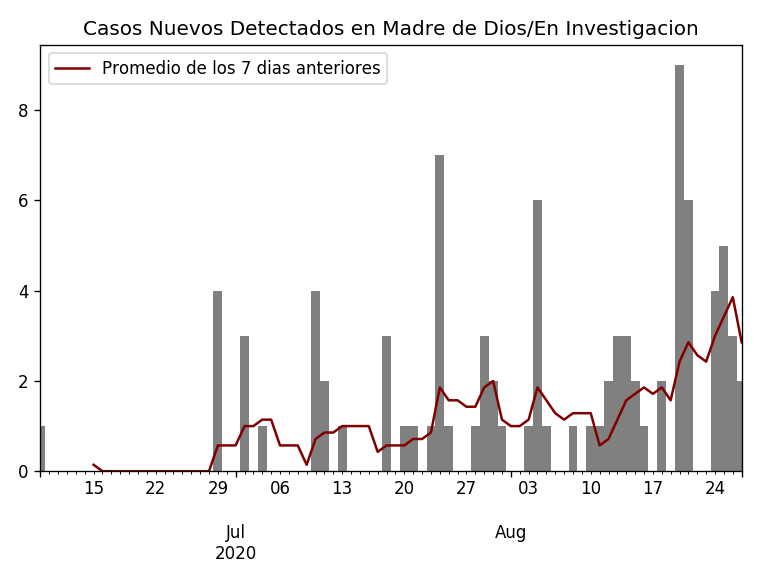 Casos Nuevos Detectados en Madre de Dios/En Investigacion
Promedio de los 7 dias anteriores
8
6
4
2
0
15 22 29 06 13 20 27 03 10 17 24
Jul Aug
2020